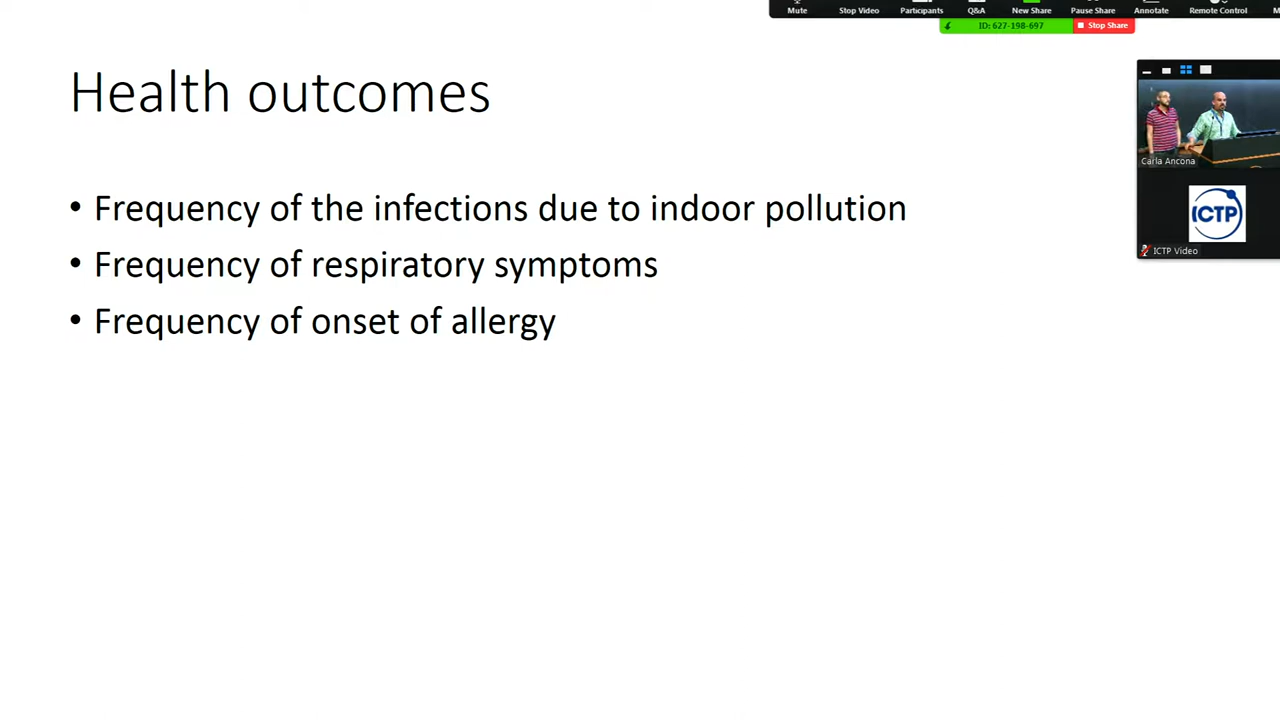 Mute Stop Video Participants Q&A New Share Pause Share Annotate Remote Control
ID: 627-198-697 Stop Share
Health outcomes
Carla Ancona
• Frequency of the infections due to indoor pollution
ICTP
ICTP Video
• Frequency of respiratory symptoms
• Frequency of onset of allergy